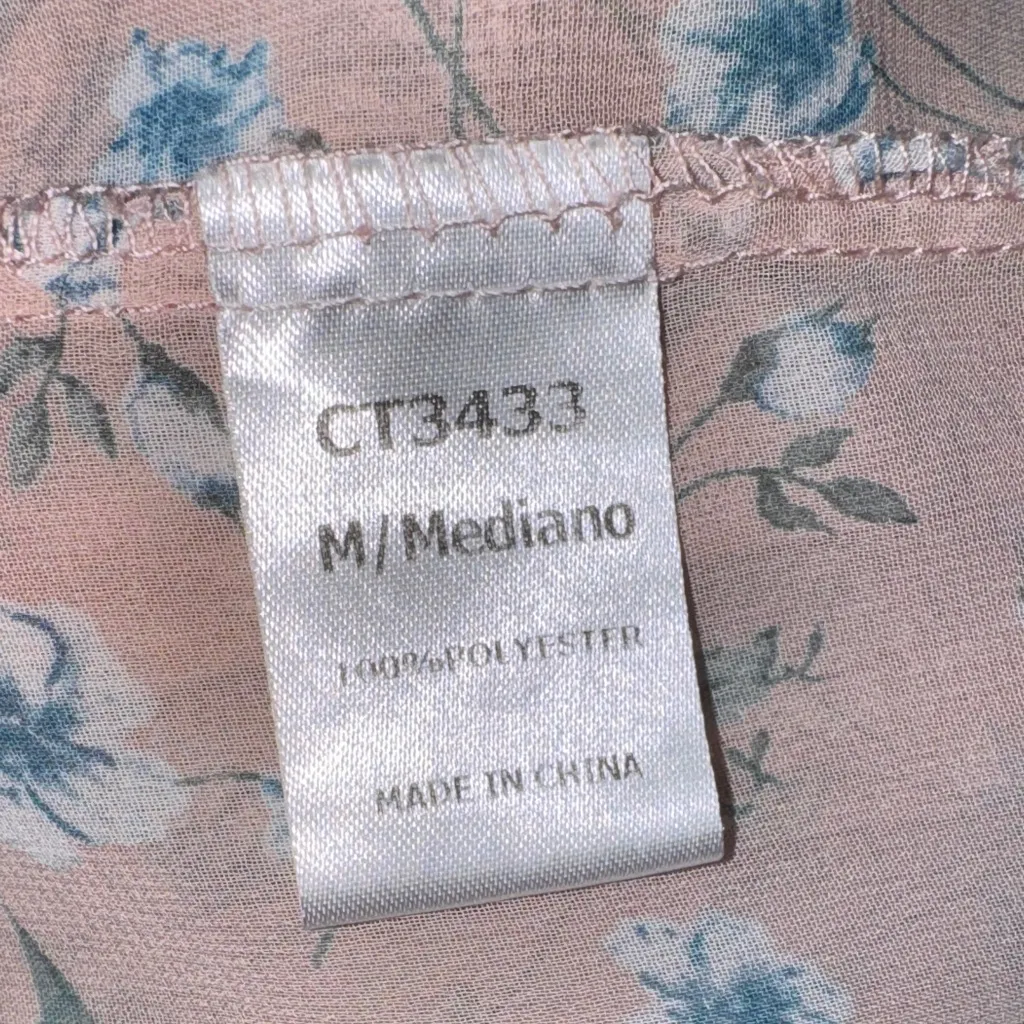 CT3433
M/Mediano
100%POLYESTER
MADE IN CHINA